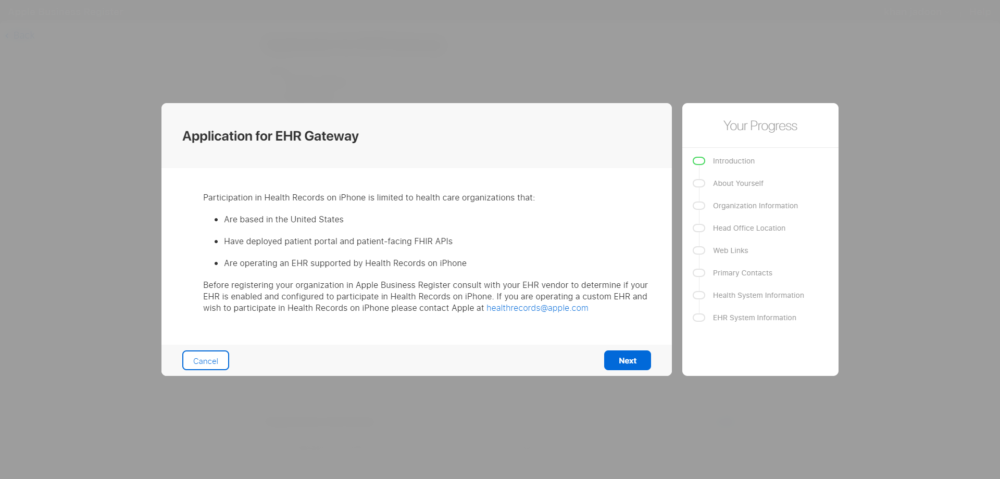 Back
Application for EHR Gateway
Participation in Health Records on iPhone is limited to health care organizations that:
• Are based in the United States
• Have deployed patient portal and patient-facing FHIR APIs
• Are operating an EHR supported by Health Records on iPhone
Before registering your organization in Apple Business Register consult with your EHR vendor to determine if your
EHR is enabled and configured to participate in Health Records on iPhone. If you are operating a custom EHR and
wish to participate in Health Records on iPhone please contact Apple at healthrecords@apple.com
Cancel
Next
Your Progress
Introduction
About Yourself
Organization Information
Head Office Location
Web Links
Primary Contacts
Health System Information
EHR System Information